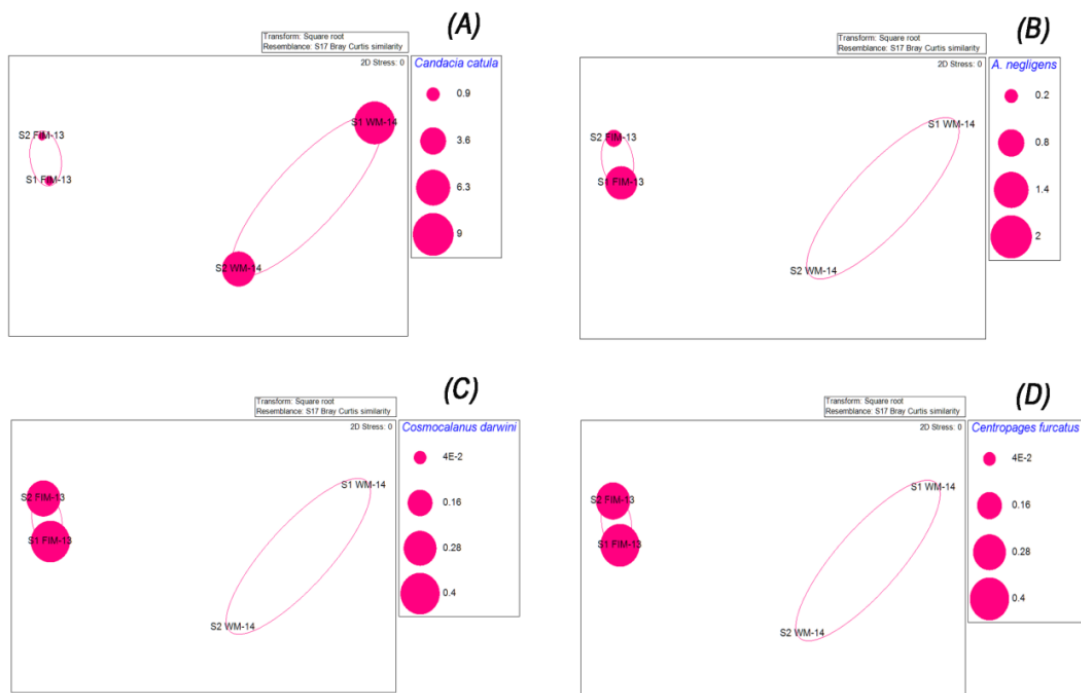 (A)
Transform: Square root
Resemblance: S17 Bray Curtis similarity
2D Stress: 0
Candacia catula
0.9
3.6
6.3
9
S2 FIM-13
S1 FIM-13
S1 WM-14
S2 WM-14
(B)
Transform: Square root
Resemblance: S17 Bray Curtis similarity
2D Stress: 0
A. negligens
0.2
0.8
1.4
2
S2 FIM-13
S1 FIM-13
S1 WM-14
S2 WM-14
(C)
Transform: Square root
Resemblance: S17 Bray Curtis similarity
2D Stress: 0
Cosmocalanus darwini
4E-2
0.16
0.28
0.4
S2 FIM-13
S1 FIM-13
S1 WM-14
S2 WM-14
(D)
Transform: Square root
Resemblance: S17 Bray Curtis similarity
2D Stress: 0
Centropages furcatus
4E-2
0.16
0.28
0.4
S2 FIM-13
S1 FIM-13
S1 WM-14
S2 WM-14